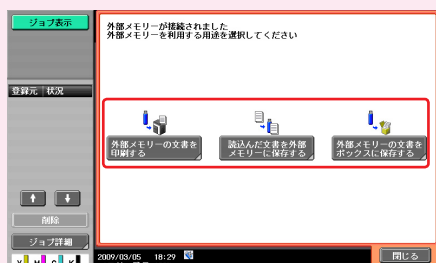 ジョブ表示
外部メモリーが接続されました
外部メモリーを利用する用途を選択してください
登録元 状況
外部メモリーの文書を
印刷する
読込んだ文書を外部
メモリーに保存する
外部メモリーの文書を
ボックスに保存する
↑ ↓
削除
ジョブ詳細
Y M C K
2009/03/05 18:29
閉じる